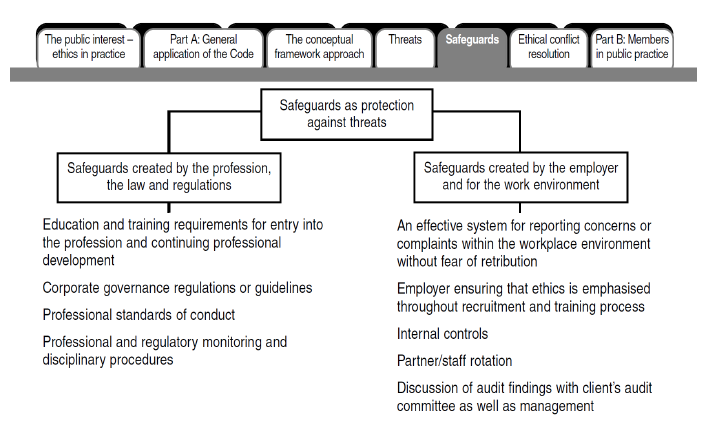 The public interest –
ethics in practice
Part A: General
application of the Code
The conceptual
framework approach
Threats
Safeguards
Ethical conflict
resolution
Part B: Members
in public practice
Safeguards as protection
against threats
Safeguards created by the profession,
the law and regulations
Education and training requirements for entry into
the profession and continuing professional
development
Corporate governance regulations or guidelines
Professional standards of conduct
Professional and regulatory monitoring and
disciplinary procedures
Safeguards created by the employer
and for the work environment
An effective system for reporting concerns or
complaints within the workplace environment
without fear of retribution
Employer ensuring that ethics is emphasised
throughout recruitment and training process
Internal controls
Partner/staff rotation
Discussion of audit findings with client's audit
committee as well as management